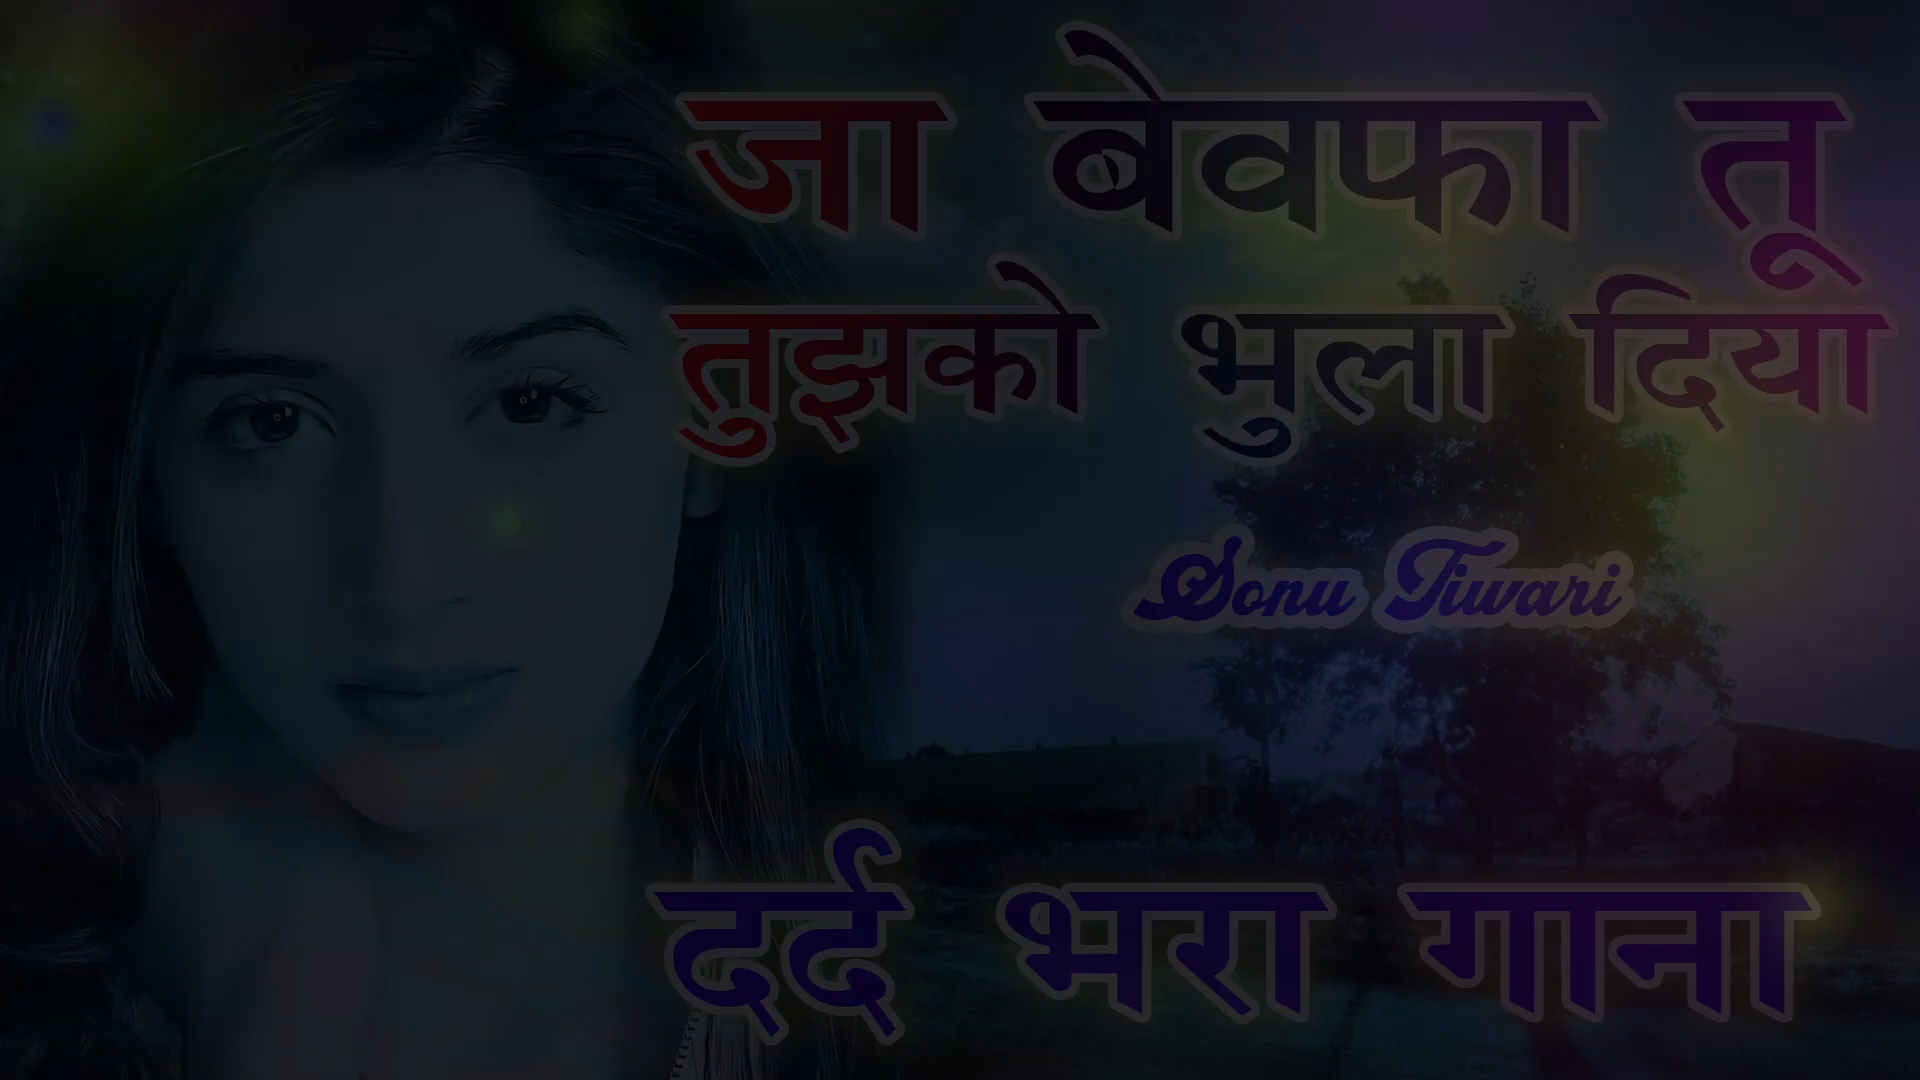 जा बेवफा तू
तुझको भुला दिया
Sonu Tiwari
दर्द भरा गाना